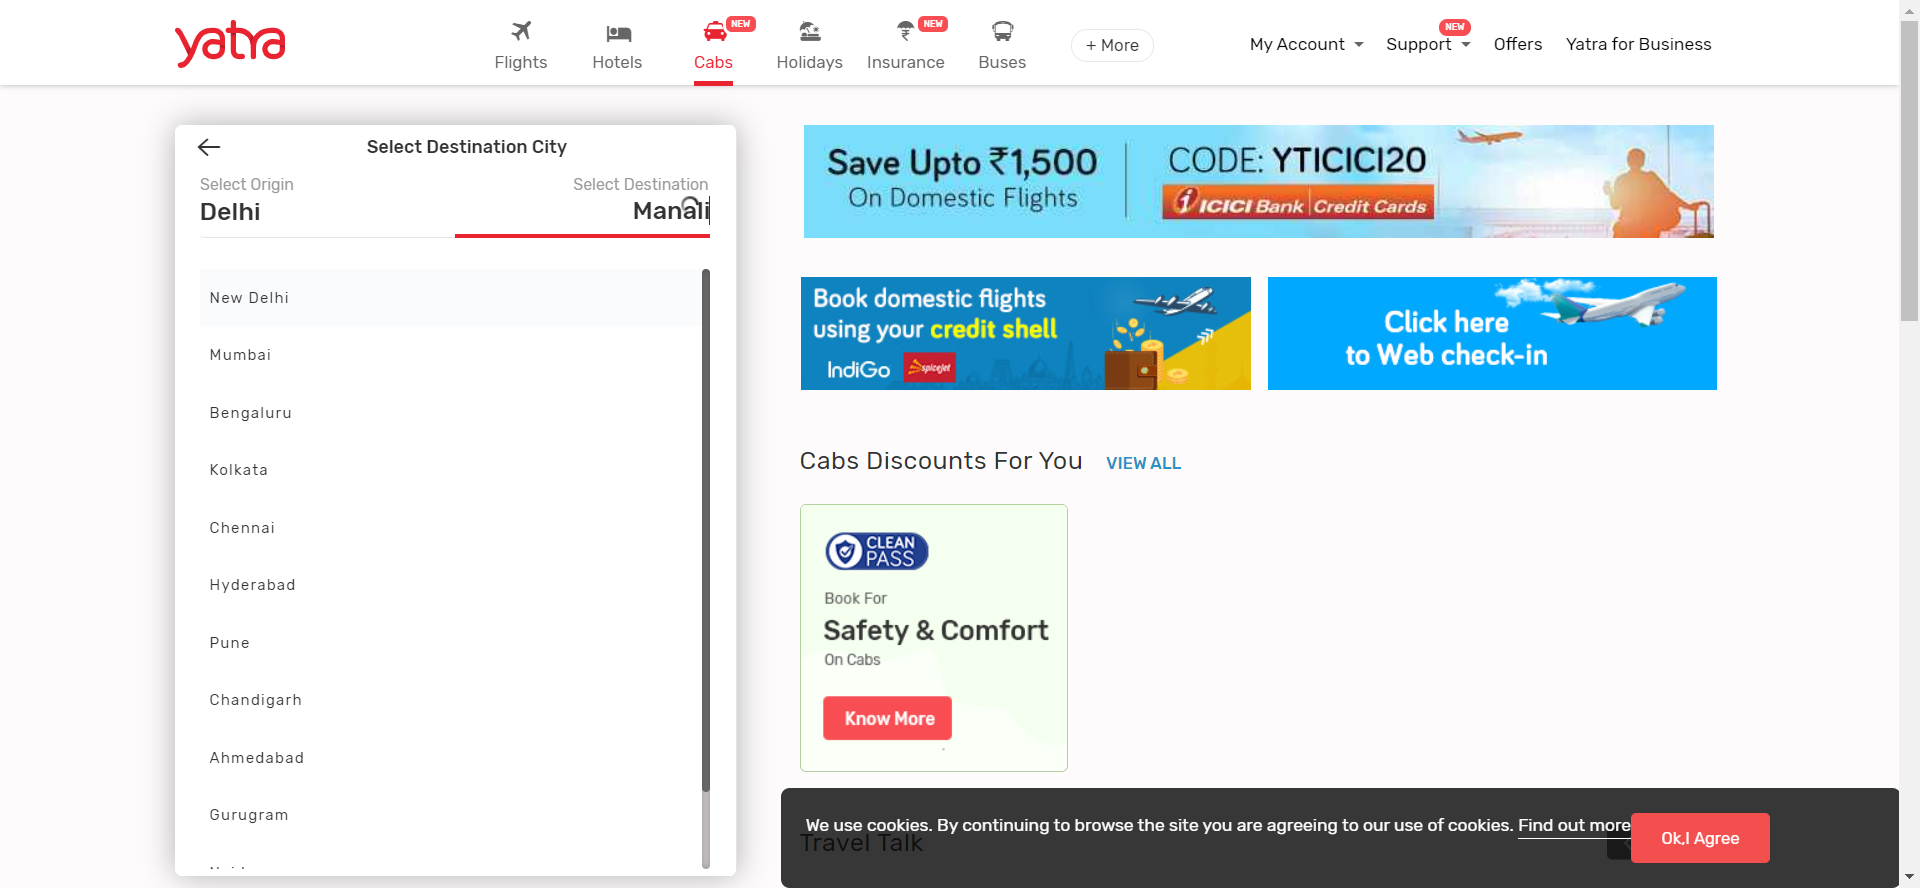 yatra
Flights
Hotels
NEW
Cabs
Holidays
NEW
Insurance
Buses
+ More
My Account
NEW
Support
Offers
Yatra for Business
Select Destination City
Select Origin
Delhi
Select Destination
Manali
New Delhi
Mumbai
Bengaluru
Kolkata
Chennai
Hyderabad
Pune
Chandigarh
Ahmedabad
Gurugram
Save Upto ₹1,500
On Domestic Flights
CODE: YTICICI20
ICICI Bank | Credit Cards
Book domestic flights
using your credit shell
IndiGo
spicejet
Click here
to Web check-in
Cabs Discounts For You
VIEW ALL
CLEAN
PASS
Book For
Safety & Comfort
On Cabs
Know More
We use cookies. By continuing to browse the site you are agreeing to our use of cookies. Find out more
Ok,I Agree
Travel Talk